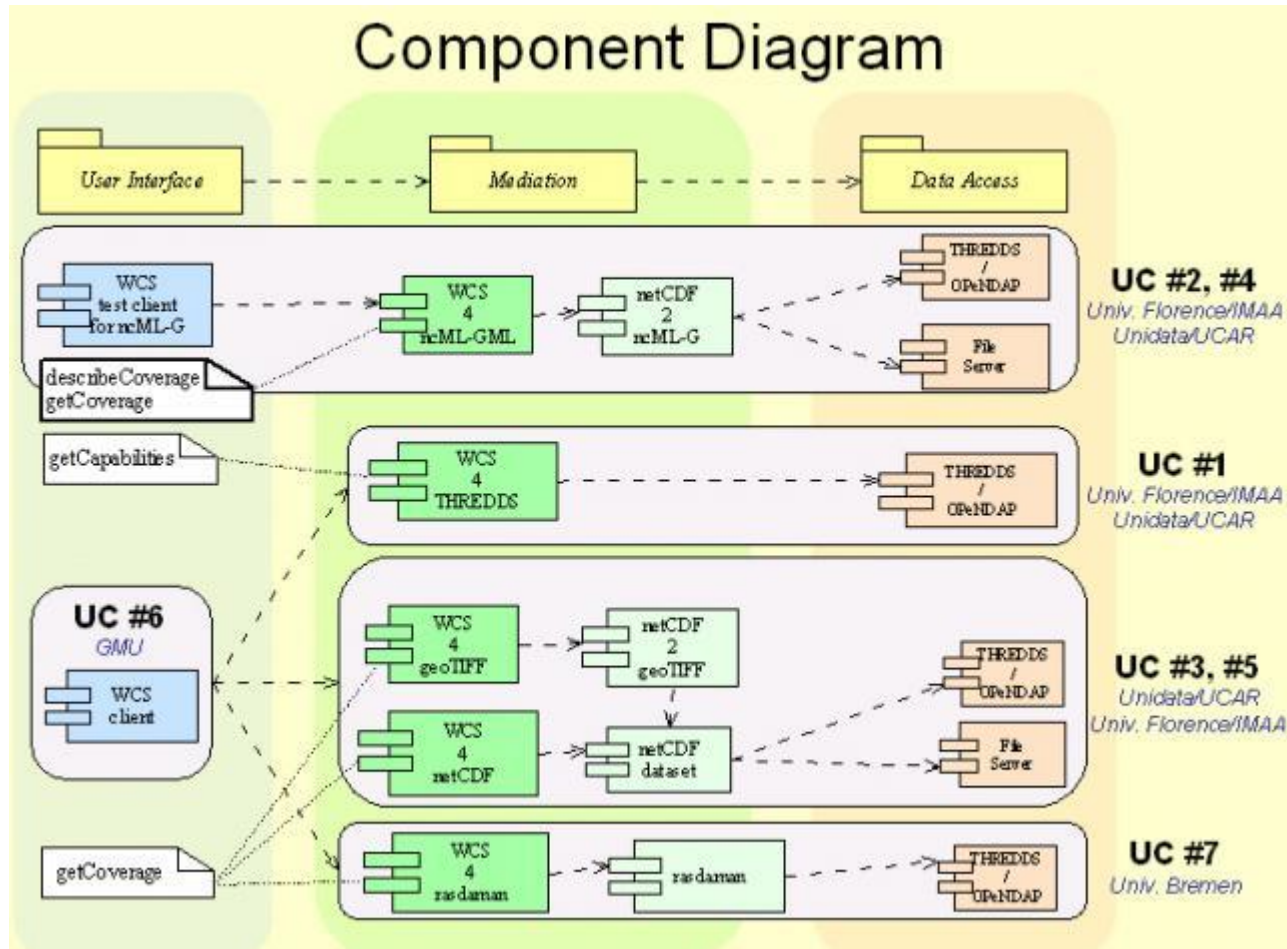 Component Diagram
User Interface
Mediation
Data Access
WCS
test client
for ncML-G
WCS
4
ncML-GML
netCDF
2
ncML-G
THREDDS
/
OPeNDAP
File
Server
UC #2, #4
Univ. Florence/IMAA
Unidata/UCAR
describeCoverage
getCoverage
getCapabilities
WCS
4
THREDDS
THREDDS
/
OPeNDAP
UC #1
Univ. Florence/IMAA
Unidata/UCAR
UC #6
GMU
WCS
client
WCS
4
geoTIFF
netCDF
2
geoTIFF
WCS
4
netCDF
netCDF
dataset
THREDDS
/
OPeNDAP
File
Server
UC #3, #5
Unidata/UCAR
Univ. Florence/IMAA
getCoverage
WCS
4
rasdaman
rasdaman
THREDDS
/
OPeNDAP
UC #7
Univ. Bremen